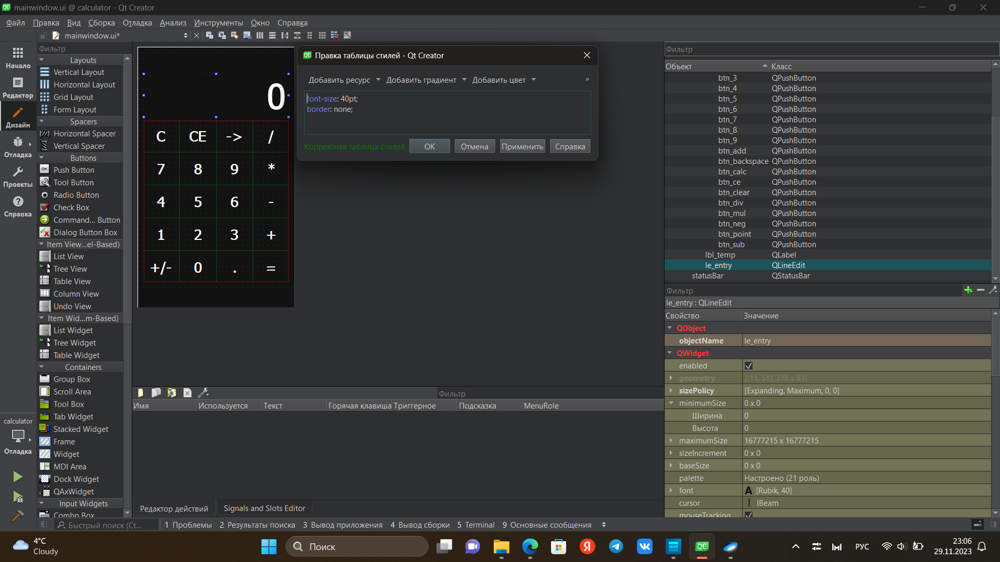 mainwindow.ui @ calculator - Qt Creator
Файл Правка Вид Сборка Отладка Анализ Инструменты Окно Справка
mainwindow.ui*
Начало
Редактор
Дизайн
Отладка
Проекты
Справка
calculator
Отладка
Фильтр
Layouts
Vertical Layout
Horizontal Layout
Grid Layout
Form Layout
Spacers
Horizontal Spacer
Vertical Spacer
Buttons
Push Button
Tool Button
Radio Button
Check Box
Command... Button
Dialog Button Box
Item View...el-Based)
List View
Tree View
Table View
Column View
Undo View
Item Wid...m-Based)
List Widget
Tree Widget
Table Widget
Containers
Group Box
Scroll Area
Tool Box
Tab Widget
Stacked Widget
Frame
Widget
MDI Area
Dock Widget
QAxWidget
Input Widgets
Combo Box
0
C CE -> /
7 8 9 *
4 5 6 -
1 2 3 +
+/- 0 . =
Правка таблицы стилей - Qt Creator
Добавить ресурс Добавить градиент Добавить цвет »
font-size: 40pt;
border: none;
Корректная таблица стилей OK Отмена Применить Справка
Фильтр
Имя Используется Текст Горячая клавиша Триггерное Подсказка MenuRole
Редактор действий Signals and Slots Editor
Фильтр
Объект Класс
btn_3 QPushButton
btn_4 QPushButton
btn_5 QPushButton
btn_6 QPushButton
btn_7 QPushButton
btn_8 QPushButton
btn_9 QPushButton
btn_add QPushButton
btn_backspace QPushButton
btn_calc QPushButton
btn_ce QPushButton
btn_clear QPushButton
btn_div QPushButton
btn_mul QPushButton
btn_neg QPushButton
btn_point QPushButton
btn_sub QPushButton
lbl_temp QLabel
le_entry QLineEdit
statusBar QStatusBar
Фильтр
le_entry : QLineEdit
Свойство Значение
QObject
objectName le_entry
QWidget
enabled
geometry [(11, 51), 278 x 83]
sizePolicy [Expanding, Maximum, 0, 0]
minimumSize 0 x 0
Ширина 0
Высота 0
maximumSize 16777215 x 16777215
sizeIncrement 0 x 0
baseSize 0 x 0
palette Настроено (21 роль)
font A [Rubik, 40]
cursor IBeam
mouseTracking
Быстрый поиск (Ct... 1 Проблемы 2 Результаты поиска 3 Вывод приложения 4 Вывод сборки 5 Terminal 9 Основные сообщения
4°C
Cloudy
Поиск
РУС
23:06
29.11.2023